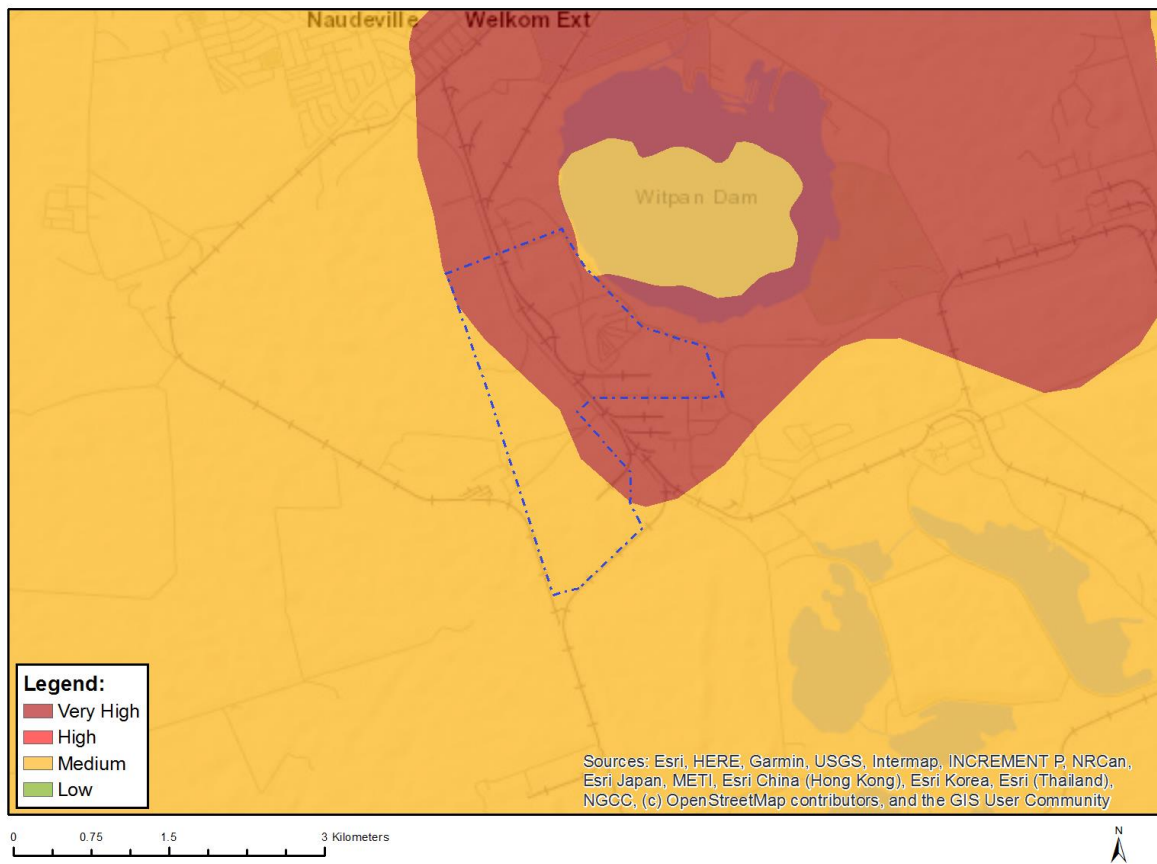 Naudeville Welkom Ext
Witpan Dam
Legend:
Very High
High
Medium
Low
Sources: Esri, HERE, Garmin, USGS, Intermap, INCREMENT P, NRCan,
Esri Japan, METI, Esri China (Hong Kong), Esri Korea, Esri (Thailand),
NGCC, (c) OpenStreetMap contributors, and the GIS User Community
0 0.75 1.5 3 Kilometers
N